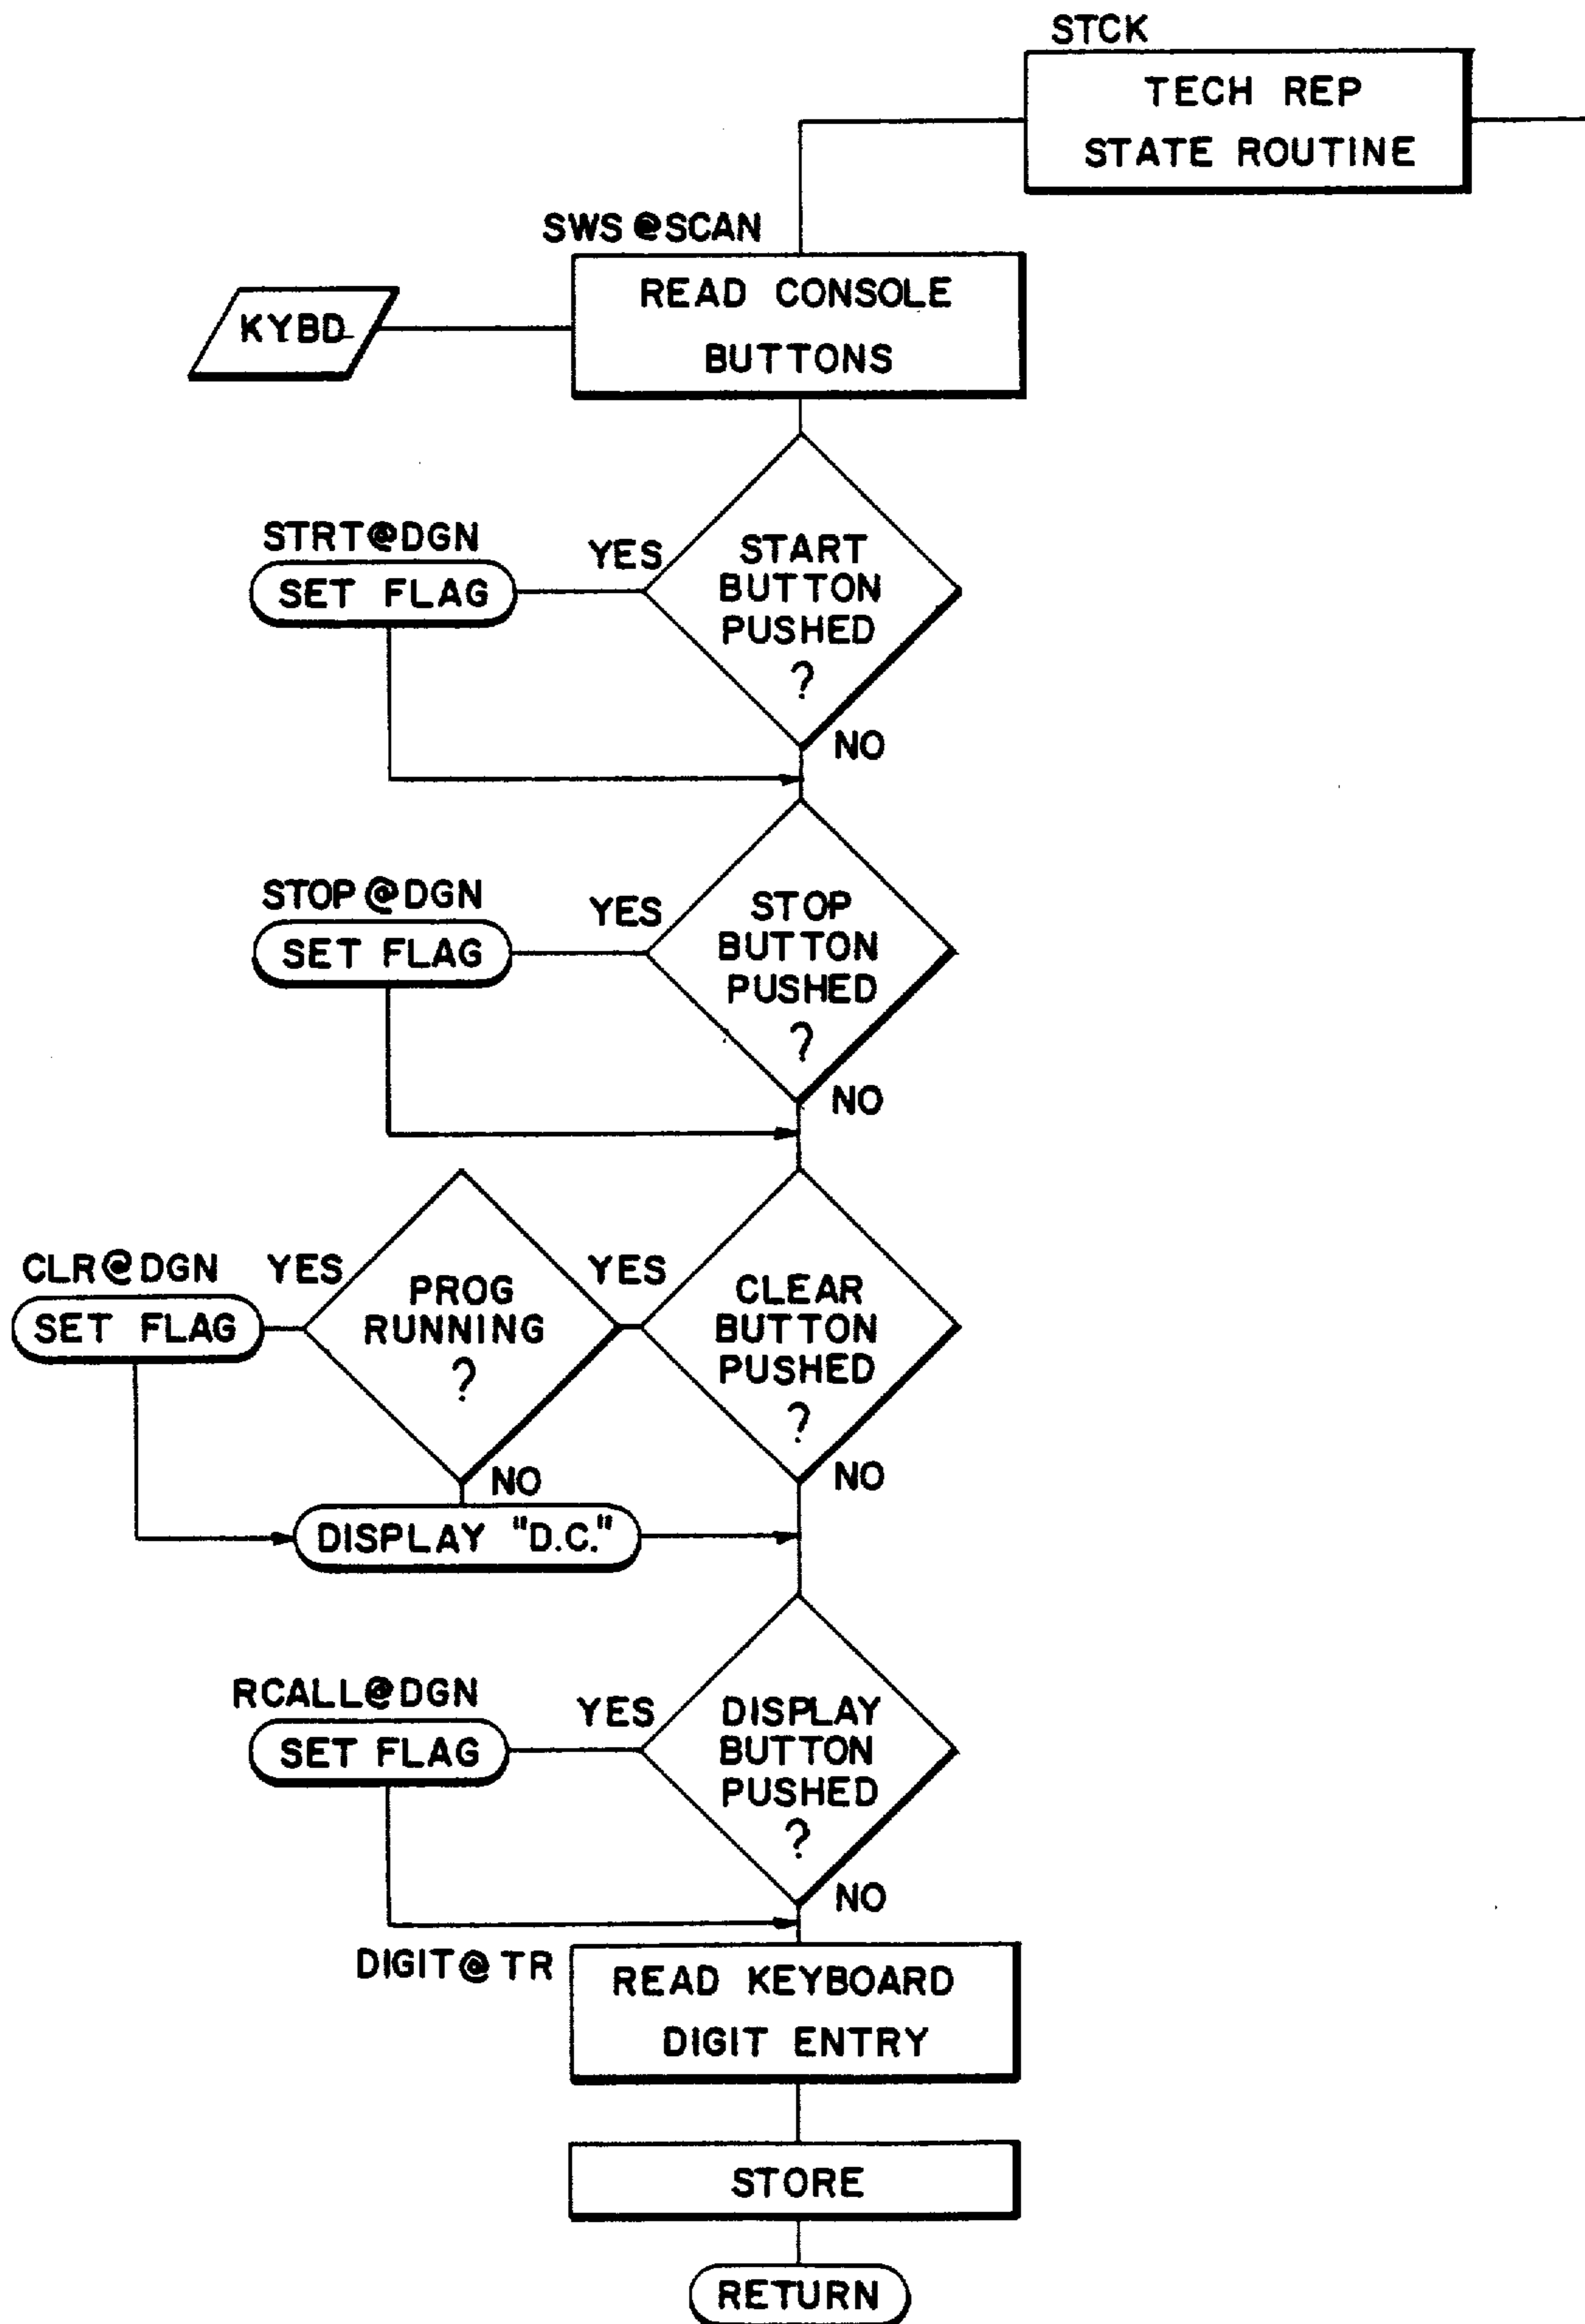 STCK
TECH REP
STATE ROUTINE
SWS@SCAN
READ CONSOLE
BUTTONS
KYBD
STRT@DGN
SET FLAG
YES
START
BUTTON
PUSHED
?
NO
STOP@DGN
SET FLAG
YES
STOP
BUTTON
PUSHED
?
NO
CLR@DGN
SET FLAG
YES
PROG
RUNNING
?
NO
YES
CLEAR
BUTTON
PUSHED
?
NO
DISPLAY "D.C."
RCALL@DGN
SET FLAG
YES
DISPLAY
BUTTON
PUSHED
?
NO
DIGIT@TR
READ KEYBOARD
DIGIT ENTRY
STORE
RETURN